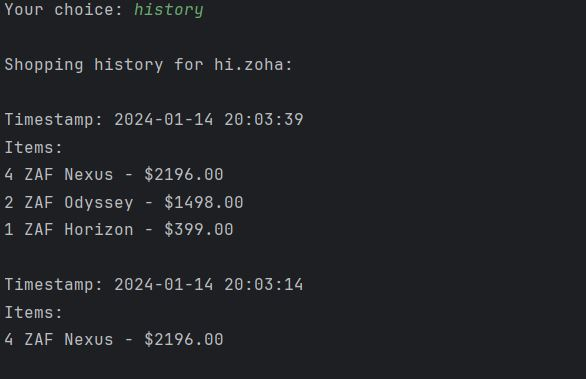 Your choice: history
Shopping history for hi.zoha:
Timestamp: 2024-01-14 20:03:39
Items:
4 ZAF Nexus - $2196.00
2 ZAF Odyssey - $1498.00
1 ZAF Horizon - $399.00
Timestamp: 2024-01-14 20:03:14
Items:
4 ZAF Nexus - $2196.00